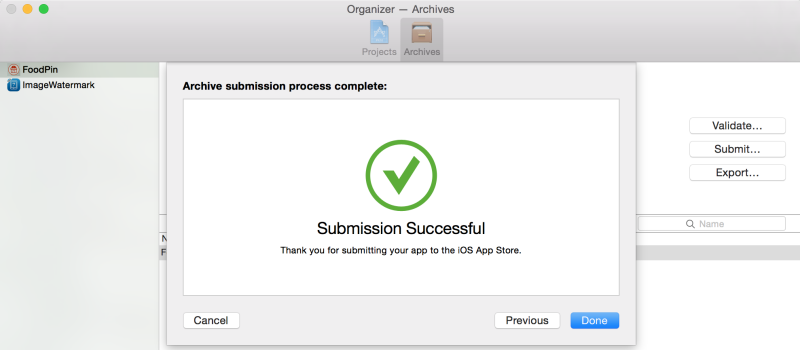 Organizer — Archives
Projects
Archives
FoodPin
ImageWatermark
Archive submission process complete:
Submission Successful
Thank you for submitting your app to the iOS App Store.
Validate…
Submit…
Export…
Name
N
F
Cancel
Previous
Done